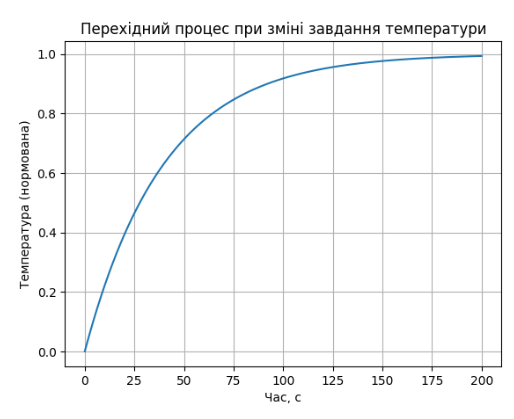 Перехідний процес при зміні завдання температури
Температура (нормована)
1.0
0.8
0.6
0.4
0.2
0.0
0 25 50 75 100 125 150 175 200
Час, с